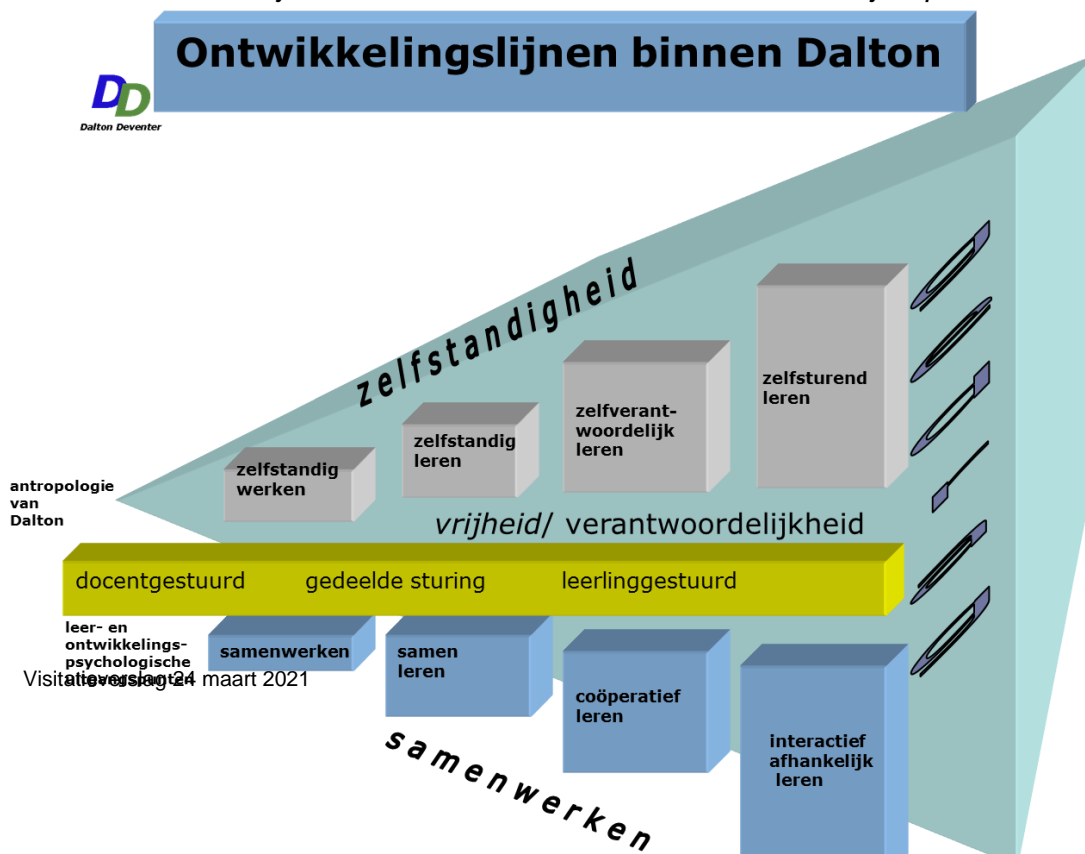 Ontwikkelingslijnen binnen Dalton
DD
Dalton Deventer
zelfstandigheid
zelfsturend
leren
zelfverant-
woordelijk
leren
zelfstandig
leren
zelfstandig
werken
antropologie
van
Dalton
vrijheid/ verantwoordelijkheid
docentgestuurd gedeelde sturing leerlinggestuurd
leer- en
ontwikkelings-
psychologische
uitgangspunten
Visitatieverslag 24 maart 2021
samenwerken
samen
leren
coöperatief
leren
interactief
afhankelijk
leren
samenwerken